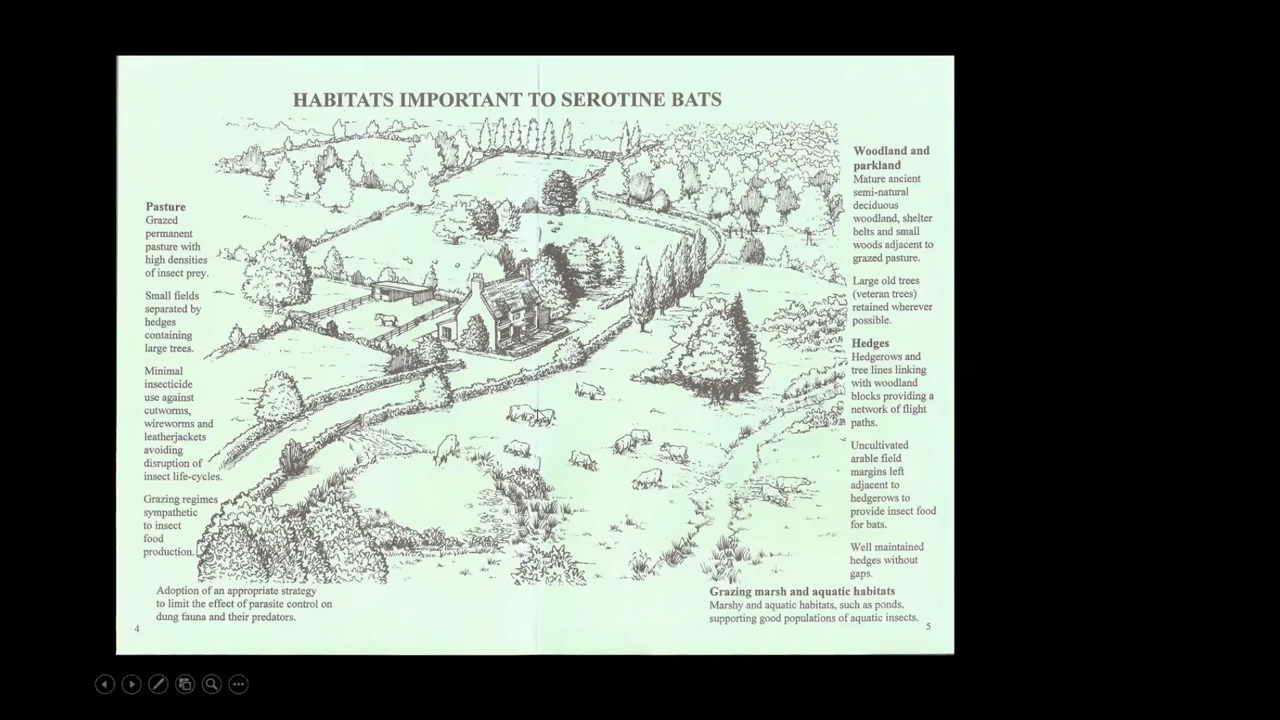 HABITATS IMPORTANT TO SEROTINE BATS
Pasture
Grazed
permanent
pasture with
high densities
of insect prey.
Small fields
separated by
hedges
containing
large trees.
Minimal
insecticide
use against
cutworms,
wireworms and
leatherjackets
avoiding
disruption of
insect life-cycles.
Grazing regimes
sympathetic
to insect
food
production.
Adoption of an appropriate strategy
to limit the effect of parasite control on
dung fauna and their predators.
4
Woodland and
parkland
Mature ancient
semi-natural
deciduous
woodland, shelter
belts and small
woods adjacent to
grazed pasture.
Large old trees
(veteran trees)
retained wherever
possible.
Hedges
Hedgerows and
tree lines linking
with woodland
blocks providing a
network of flight
paths.
Uncultivated
arable field
margins left
adjacent to
hedgerows to
provide insect food
for bats.
Well maintained
hedges without
gaps.
Grazing marsh and aquatic habitats
Marshy and aquatic habitats, such as ponds,
supporting good populations of aquatic insects.
5